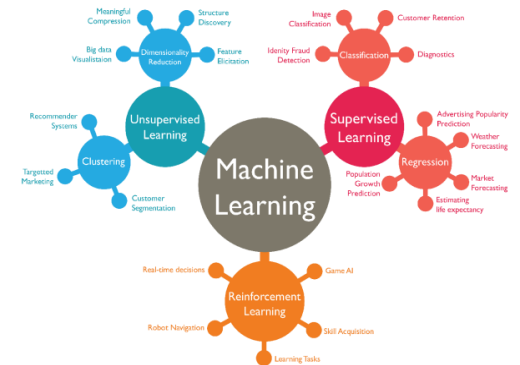 Meaningful
Compression
Structure
Discovery
Big data
Visualistaion
Dimensionality
Reduction
Feature
Elicitation
Recommender
Systems
Unsupervised
Learning
Clustering
Targetted
Marketing
Customer
Segmentation
Machine
Learning
Image
Classification
Customer Retention
Idenity Fraud
Detection
Classification
Diagnostics
Supervised
Learning
Advertising Popularity
Prediction
Weather
Forecasting
Regression
Population
Growth
Prediction
Market
Forecasting
Estimating
life expectancy
Real-time decisions
Game AI
Reinforcement
Learning
Robot Navigation
Skill Acquisition
Learning Tasks